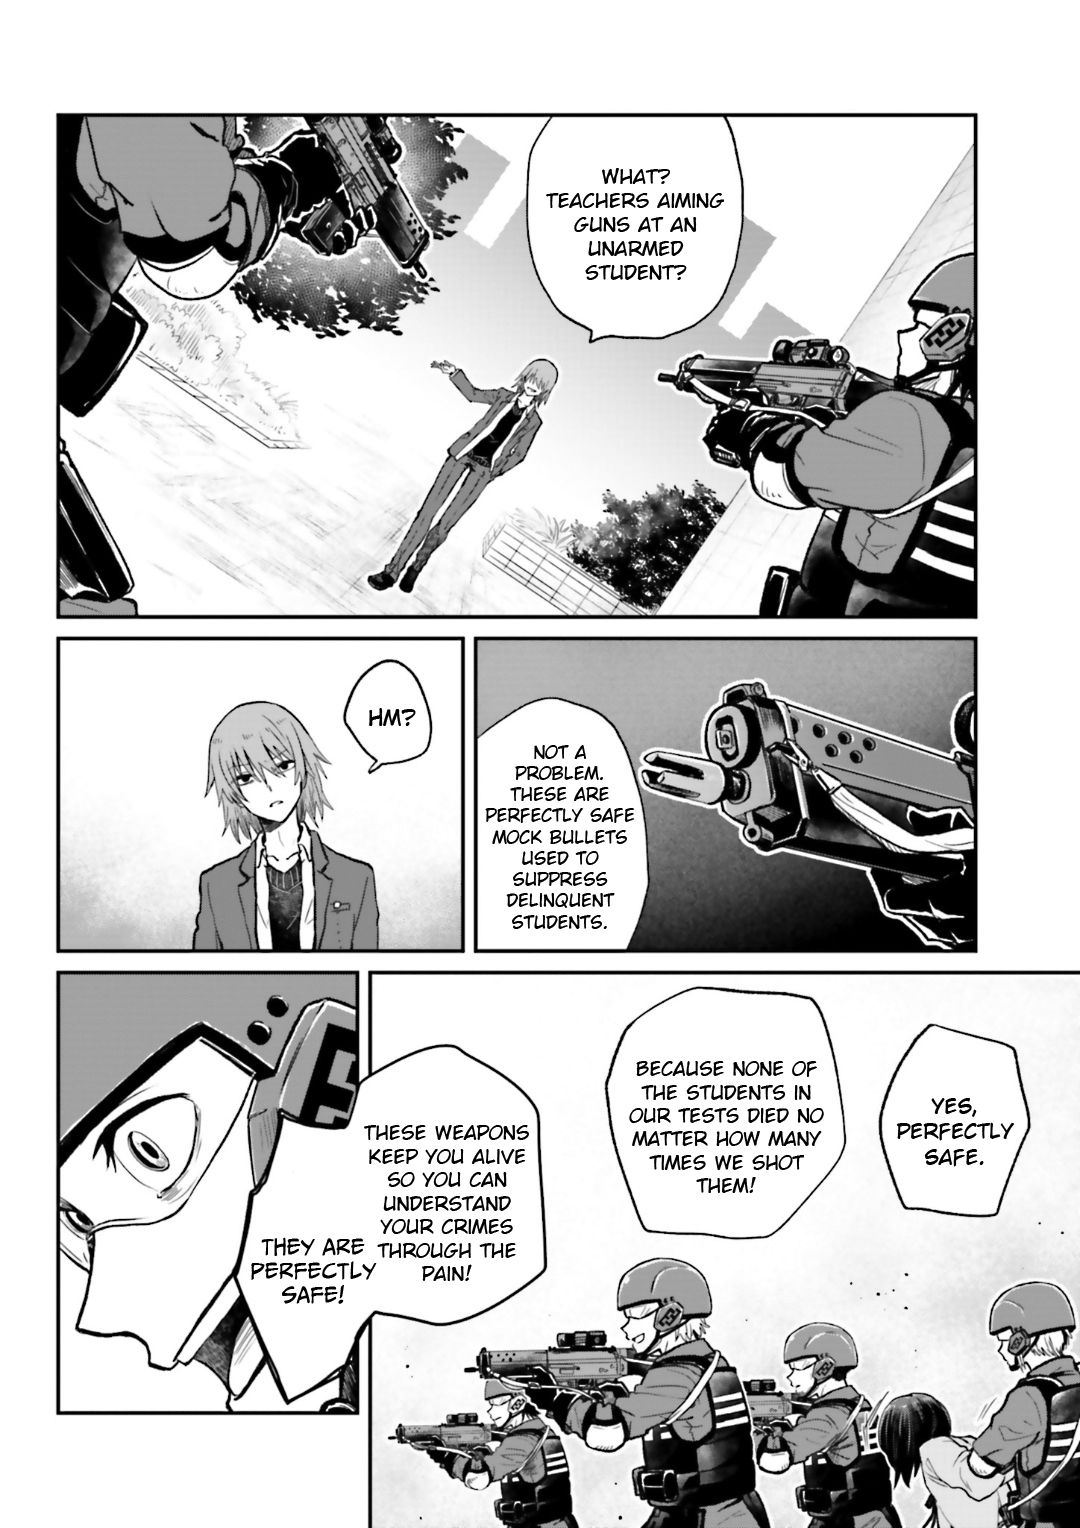 WHAT?
TEACHERS AIMING
GUNS AT AN
UNARMED
STUDENT?
NOT A
PROBLEM.
THESE ARE
PERFECTLY SAFE
MOCK BULLETS
USED TO
SUPPRESS
DELINQUENT
STUDENTS.
HM?
YES,
PERFECTLY
SAFE.
BECAUSE NONE OF
THE STUDENTS IN
OUR TESTS DIED NO
MATTER HOW MANY
TIMES WE SHOT
THEM!
THESE WEAPONS
KEEP YOU ALIVE
SO YOU CAN
UNDERSTAND
YOUR CRIMES
THROUGH THE
PAIN!
THEY ARE
PERFECTLY
SAFE!